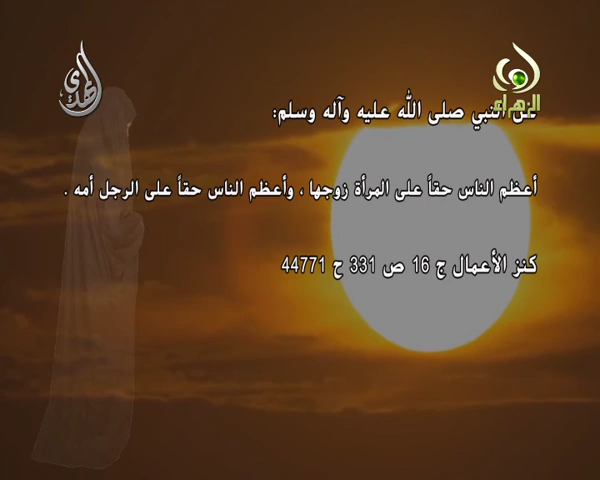 الزهراء
المهدي
عن النبي صلى الله عليه وآله وسلم:
أعظم الناس حقاً على المرأة زوجها ، وأعظم الناس حقاً على الرجل أمه .
كنز الأعمال ج 16 ص 331 ح 44771